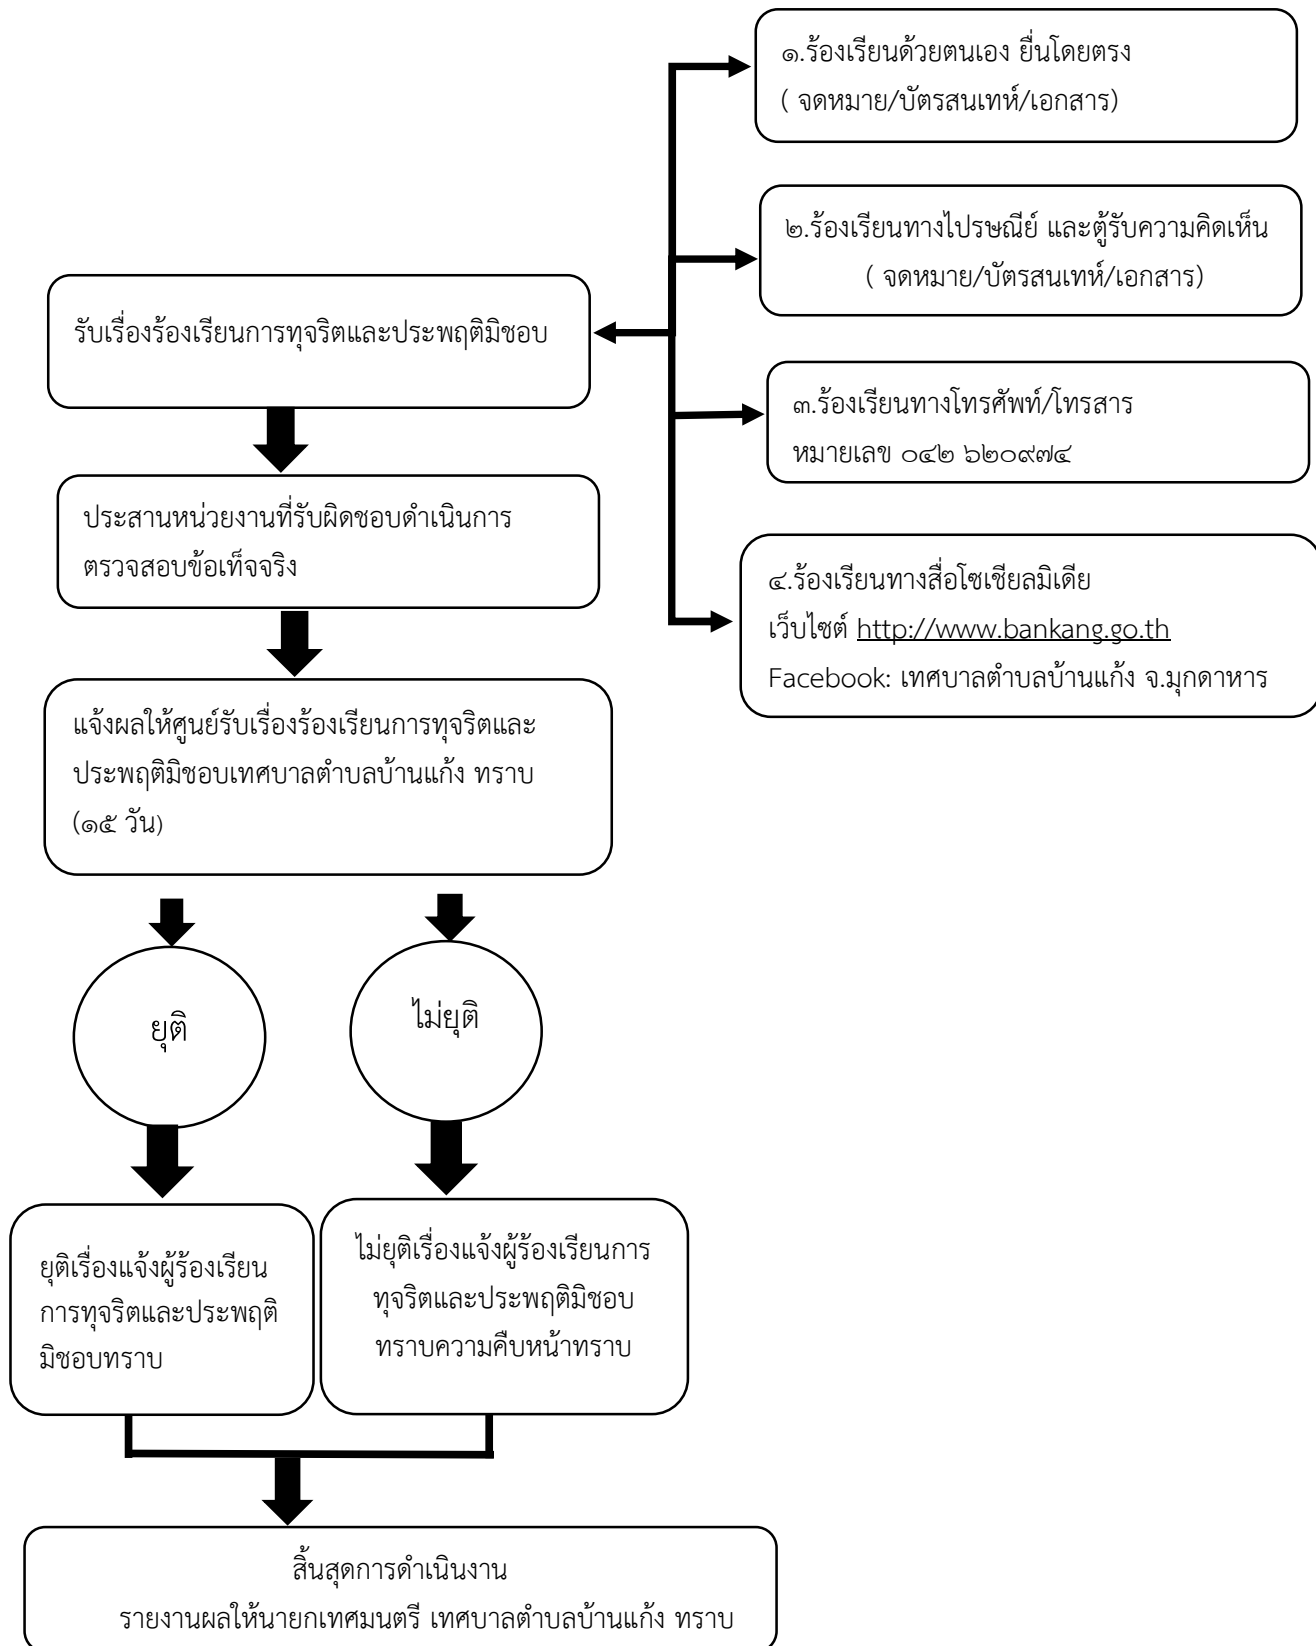 ๑.ร้องเรียนด้วยตนเอง ยื่นโดยตรง
( จดหมาย/บัตรสนเทห์/เอกสาร)
๒.ร้องเรียนทางไปรษณีย์ และตู้รับความคิดเห็น
( จดหมาย/บัตรสนเทห์/เอกสาร)
รับเรื่องร้องเรียนการทุจริตและประพฤติมิชอบ
๓.ร้องเรียนทางโทรศัพท์/โทรสาร
หมายเลข ๐๔๒ ๖๒๐๙๗๔
ประสานหน่วยงานที่รับผิดชอบดำเนินการ
ตรวจสอบข้อเท็จจริง
๔.ร้องเรียนทางสื่อโซเชียลมิเดีย
เว็บไซต์ http://www.bankang.go.th
Facebook: เทศบาลตำบลบ้านแก้ง จ.มุกดาหาร
แจ้งผลให้ศูนย์รับเรื่องร้องเรียนการทุจริตและ
ประพฤติมิชอบเทศบาลตำบลบ้านแก้ง ทราบ
(๑๕ วัน)
ยุติ
ไม่ยุติ
ยุติเรื่องแจ้งผู้ร้องเรียน
การทุจริตและประพฤติ
มิชอบทราบ
ไม่ยุติเรื่องแจ้งผู้ร้องเรียนการ
ทุจริตและประพฤติมิชอบ
ทราบความคืบหน้าทราบ
สิ้นสุดการดำเนินงาน
รายงานผลให้นายกเทศมนตรี เทศบาลตำบลบ้านแก้ง ทราบ